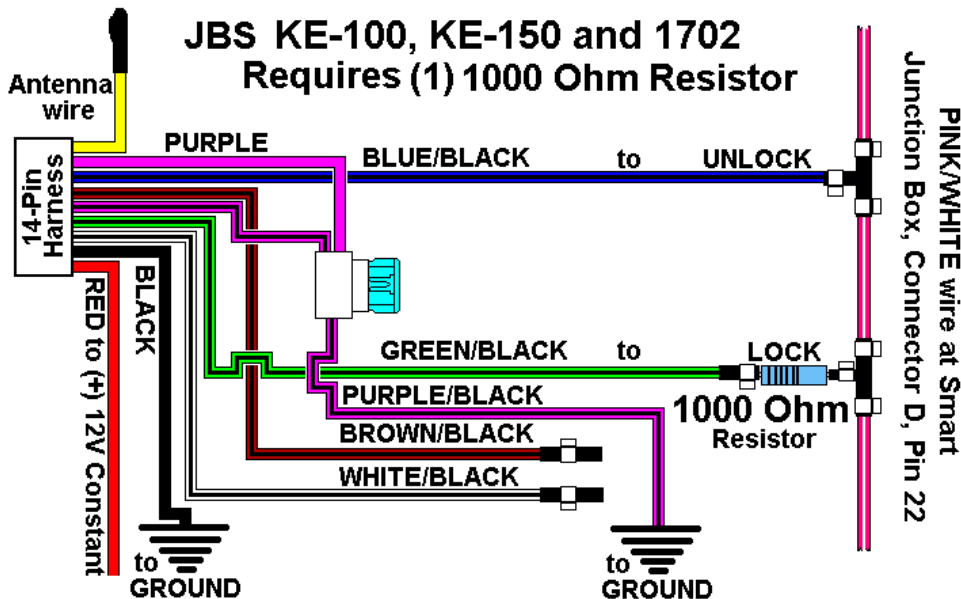 JBS KE-100, KE-150 and 1702
Requires (1) 1000 Ohm Resistor
Antenna
wire
14-Pin
Harness
PURPLE
BLUE/BLACK to UNLOCK
BLACK
RED to (+) 12V Constant
GREEN/BLACK to LOCK
PURPLE/BLACK
1000 Ohm
Resistor
BROWN/BLACK
WHITE/BLACK
to
GROUND
to
GROUND
PINK/WHITE wire at Smart
Junction Box, Connector D, Pin 22